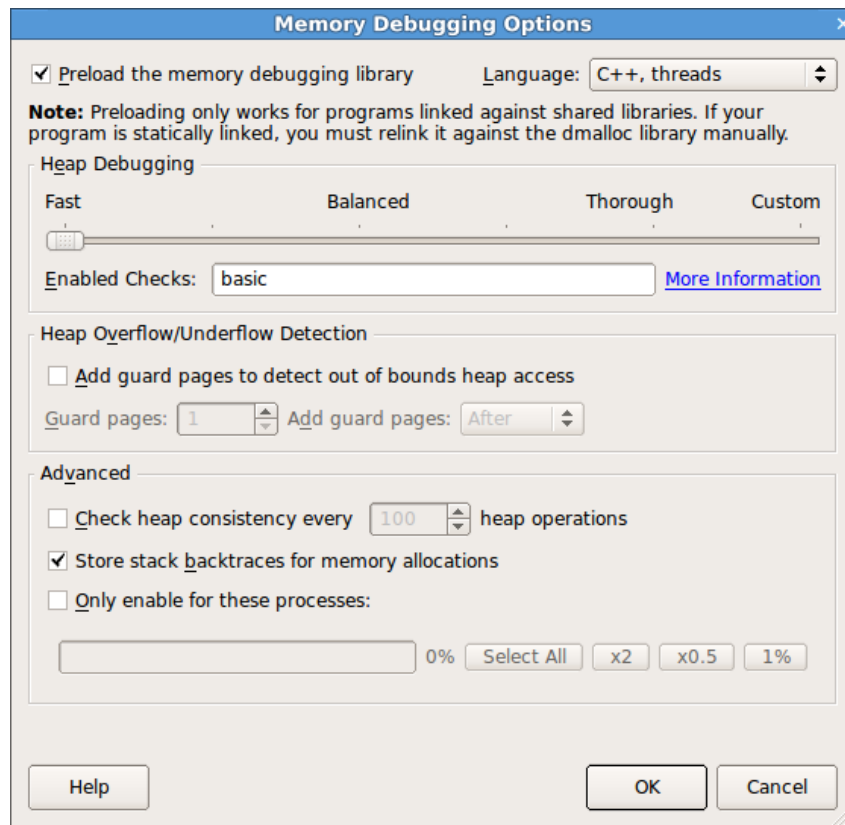 Memory Debugging Options
Preload the memory debugging library Language: C++, threads
Note: Preloading only works for programs linked against shared libraries. If your
program is statically linked, you must relink it against the dmalloc library manually.
Heap Debugging
Fast Balanced Thorough Custom
Enabled Checks: basic More Information
Heap Overflow/Underflow Detection
Add guard pages to detect out of bounds heap access
Guard pages: 1 Add guard pages: After
Advanced
Check heap consistency every 100 heap operations
Store stack backtraces for memory allocations
Only enable for these processes:
0% Select All x2 x0.5 1%
Help OK Cancel